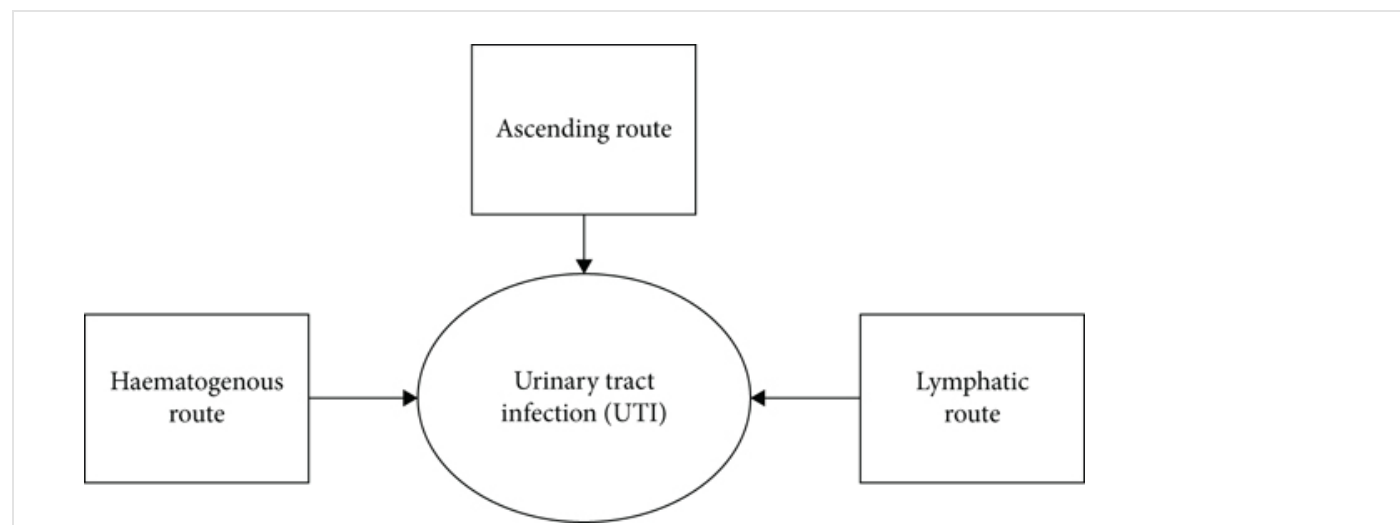 Ascending route
Haematogenous
route
Urinary tract
infection (UTI)
Lymphatic
route